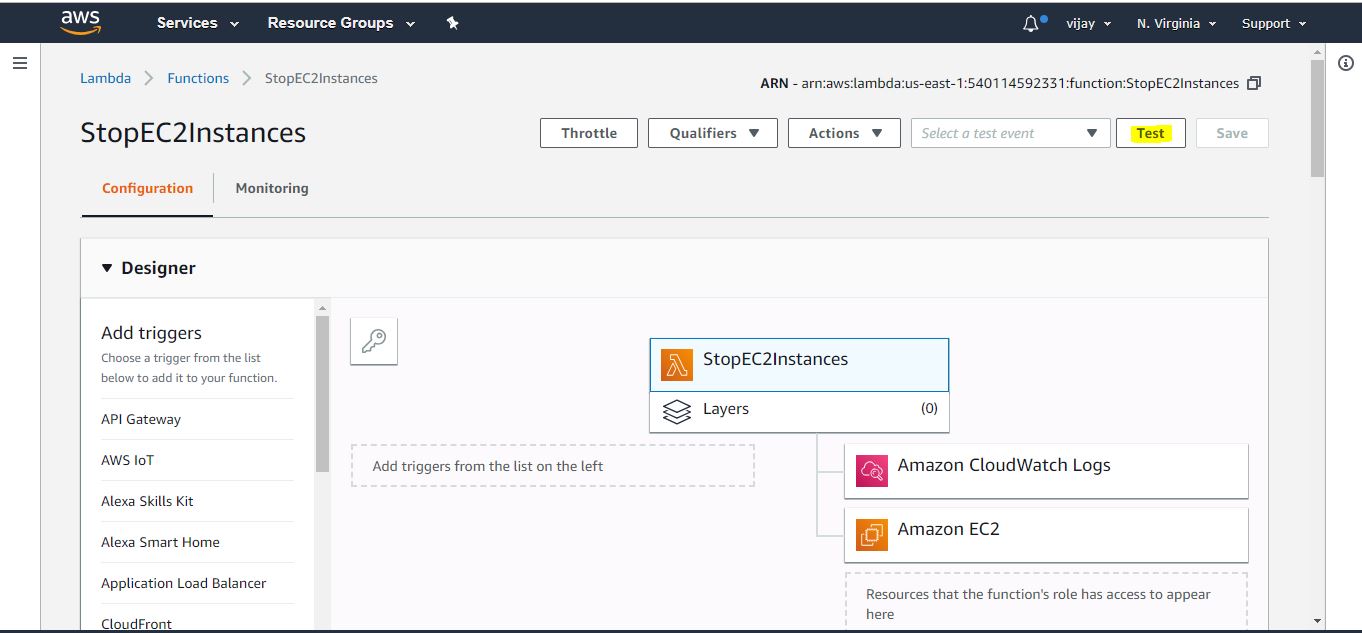 aws Services Resource Groups vijay N. Virginia Support
Lambda Functions StopEC2Instances
ARN - arn:aws:lambda:us-east-1:540114592331:function:StopEC2Instances
StopEC2Instances
Throttle Qualifiers Actions Select a test event Test Save
Configuration Monitoring
Designer
Add triggers
Choose a trigger from the list
below to add it to your function.
API Gateway
AWS IoT
Alexa Skills Kit
Alexa Smart Home
Application Load Balancer
CloudFront
StopEC2Instances
Layers (0)
Add triggers from the list on the left
Amazon CloudWatch Logs
Amazon EC2
Resources that the function's role has access to appear
here